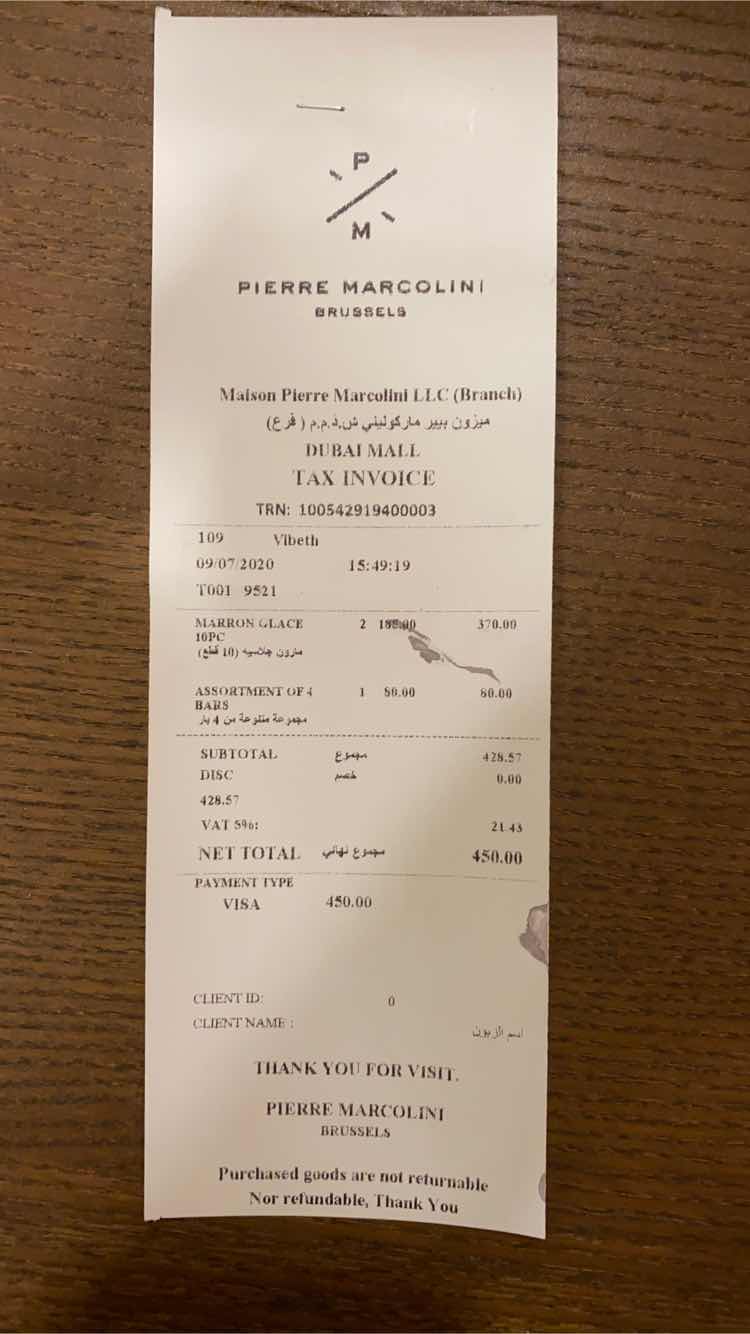 P
M
PIERRE MARCOLINI
BRUSSELS
Maison Pierre Marcolini LLC (Branch)
ميزون بيير ماركوليني ش.ذ.م.م ( فرع)
DUBAI MALL
TAX INVOICE
TRN: 100542919400003
109 Vibeth
09/07/2020 15:49:19
T001 9521
MARRON GLACE 2 185.00 370.00
10PC
مارون جلاسيه (10 قطع)
ASSORTMENT OF 4 1 80.00 80.00
BARS
مجموعة متنوعة من 4 بار
SUBTOTAL مجموع 428.57
DISC خصم 0.00
428.57
VAT 5%: 21.43
NET TOTAL مجموع نهائي 450.00
PAYMENT TYPE
VISA 450.00
CLIENT ID: 0
CLIENT NAME : اسم الزبون
THANK YOU FOR VISIT.
PIERRE MARCOLINI
BRUSSELS
Purchased goods are not returnable
Nor refundable, Thank You